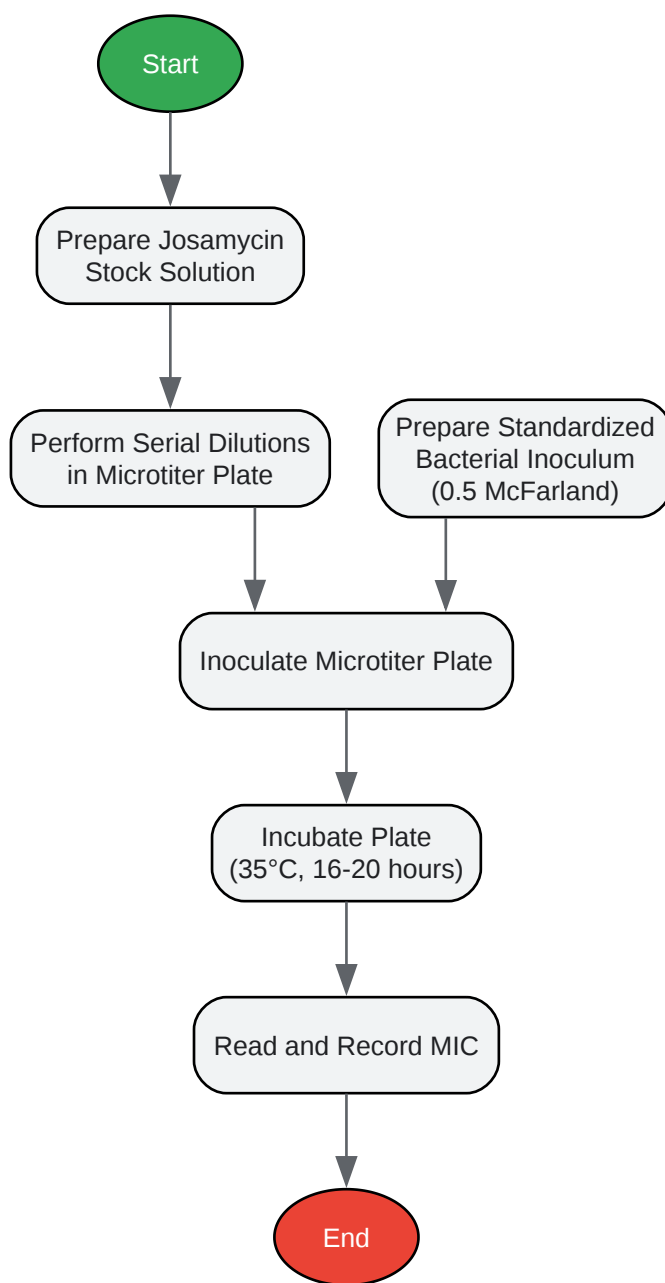 Start
Prepare Josamycin
Stock Solution
Perform Serial Dilutions
in Microtiter Plate
Prepare Standardized
Bacterial Inoculum
(0.5 McFarland)
Inoculate Microtiter Plate
Incubate Plate
(35°C, 16-20 hours)
Read and Record MIC
End